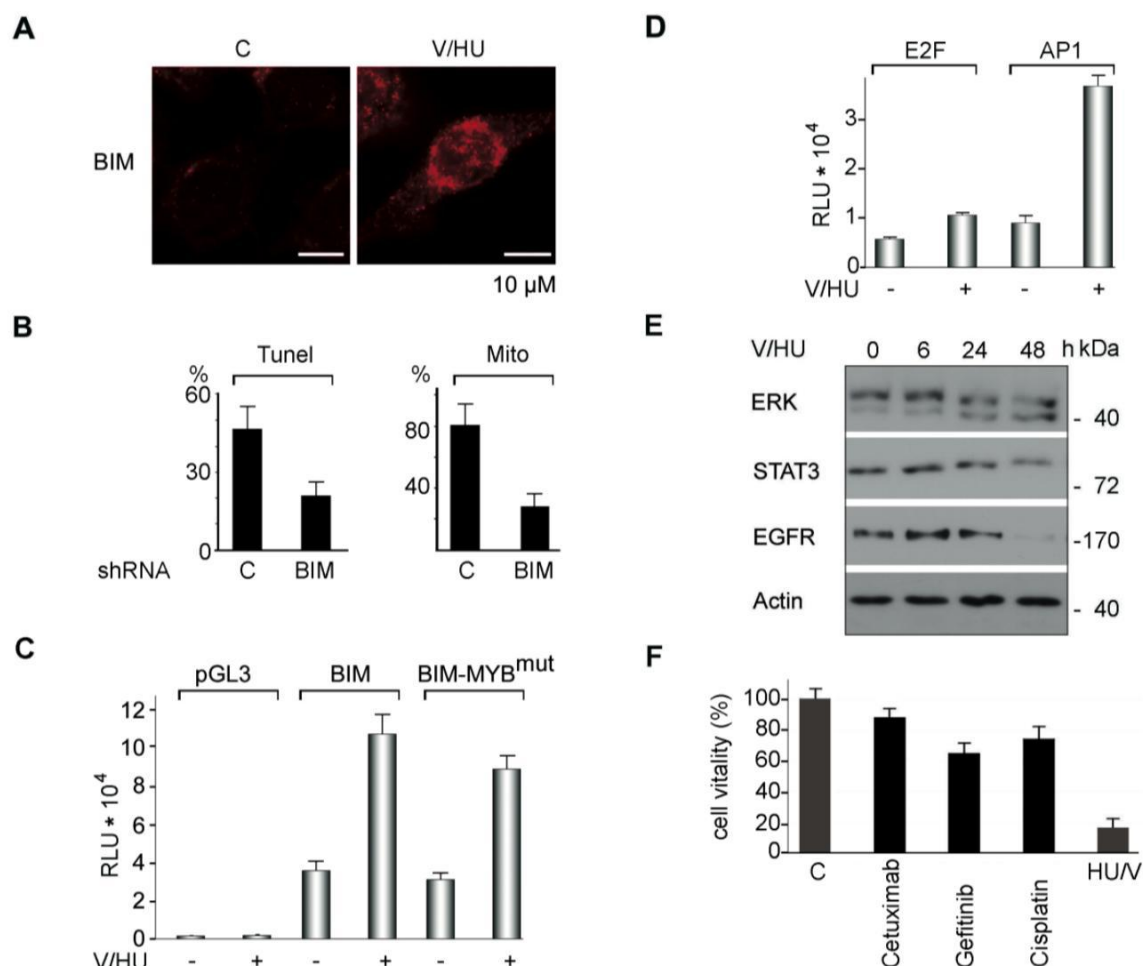 A
C V/HU
BIM
10 µM
B
Tunel
%
60
30
0
shRNA C BIM
Mito
%
80
40
C BIM
C
pGL3 BIM BIM-MYBmut
12
10
8
6
4
2
0
RLU * 10^4
V/HU - + - + - +
D
E2F AP1
3
2
1
0
RLU * 10^4
V/HU - + - +
E
V/HU 0 6 24 48 h kDa
ERK - 40
STAT3 - 72
EGFR -170
Actin - 40
F
100
80
60
40
20
0
cell vitality (%)
C Cetuximab Gefitinib Cisplatin HU/V